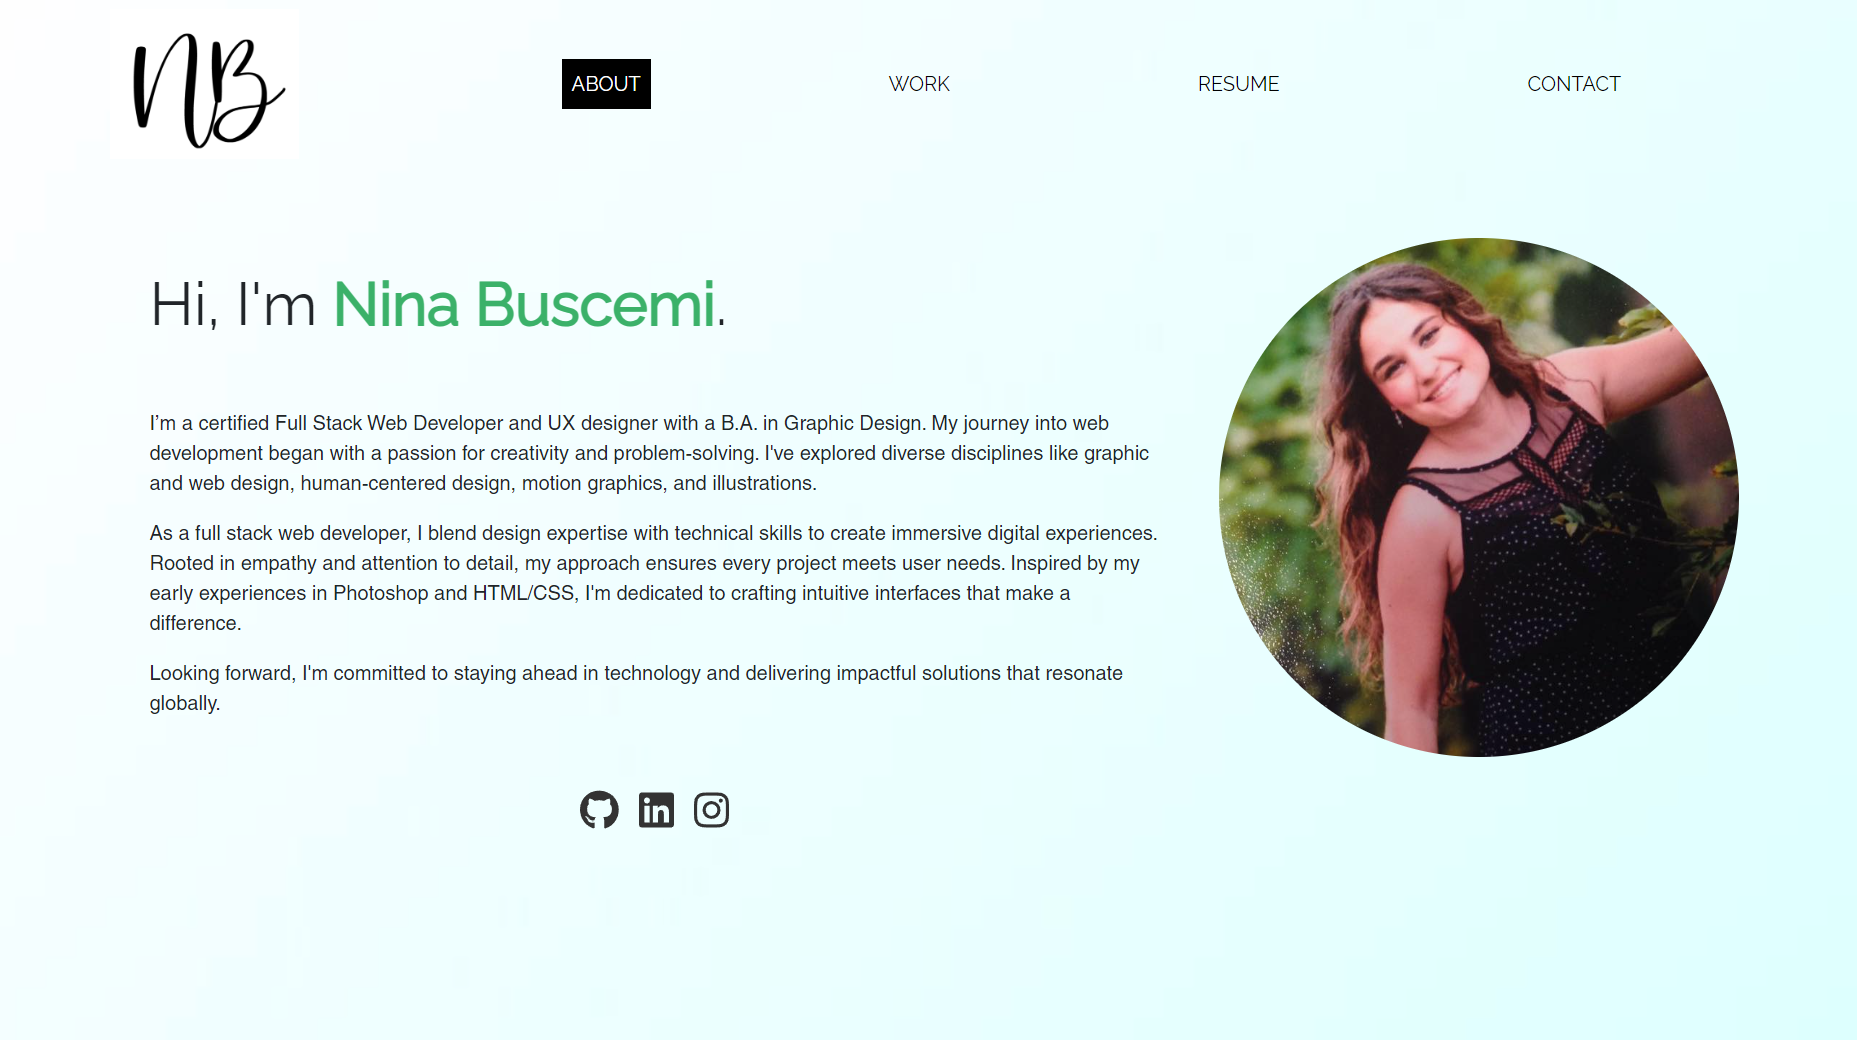 NB
ABOUT
WORK
RESUME
CONTACT
Hi, I'm Nina Buscemi.
I’m a certified Full Stack Web Developer and UX designer with a B.A. in Graphic Design. My journey into web
development began with a passion for creativity and problem-solving. I've explored diverse disciplines like graphic
and web design, human-centered design, motion graphics, and illustrations.
As a full stack web developer, I blend design expertise with technical skills to create immersive digital experiences.
Rooted in empathy and attention to detail, my approach ensures every project meets user needs. Inspired by my
early experiences in Photoshop and HTML/CSS, I'm dedicated to crafting intuitive interfaces that make a
difference.
Looking forward, I'm committed to staying ahead in technology and delivering impactful solutions that resonate
globally.
in